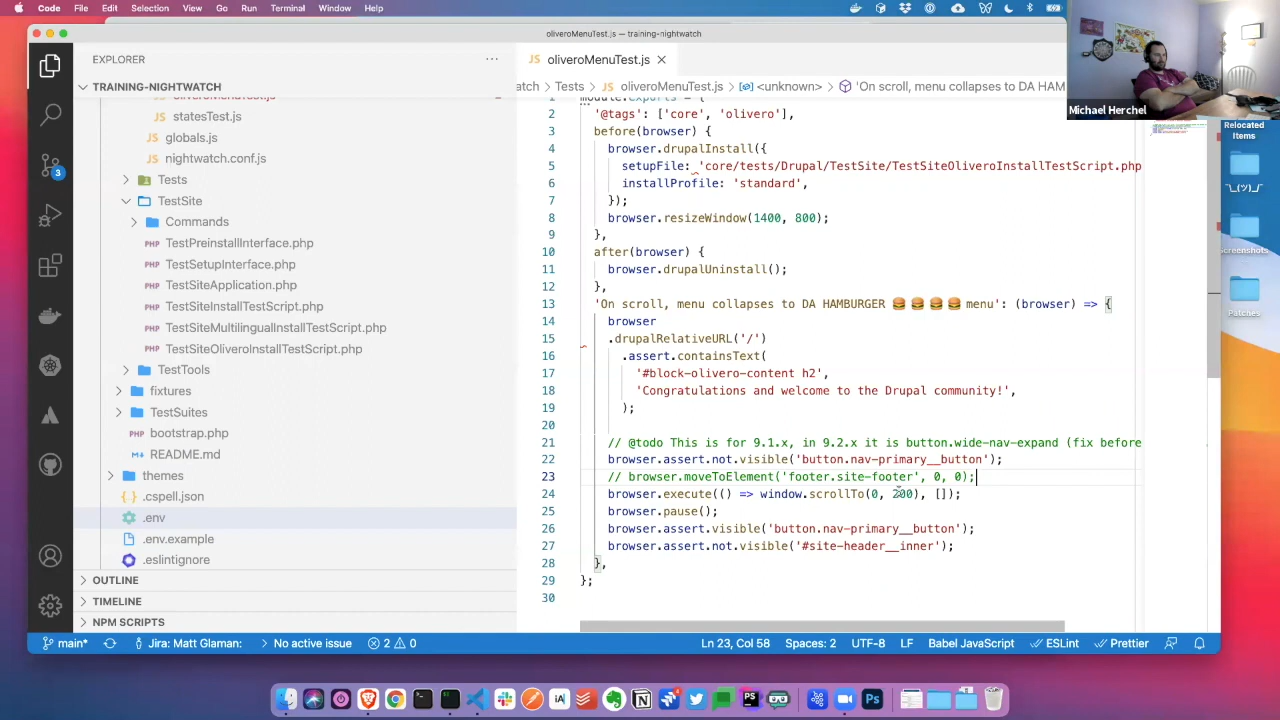 Code File Edit Selection View Go Run Terminal Window Help
oliveroMenuTest.js — training-nightwatch
Michael Herchel
EXPLORER
TRAINING-NIGHTWATCH
oliveroMenuTest.js
statesTest.js
globals.js
nightwatch.conf.js
Tests
TestSite
Commands
TestPreinstallInterface.php
TestSetupInterface.php
TestSiteApplication.php
TestSiteInstallTestScript.php
TestSiteMultilingualInstallTestScript.php
TestSiteOliveroInstallTestScript.php
TestTools
fixtures
TestSuites
bootstrap.php
README.md
themes
.cspell.json
.env
.env.example
.eslintignore
OUTLINE
TIMELINE
NPM SCRIPTS
3
oliveroMenuTest.js
atch > Tests > oliveroMenuTest.js > <unknown> > 'On scroll, menu collapses to DA HAM
1 module.exports = {
2 '@tags': ['core', 'olivero'],
3 before(browser) {
4 browser.drupalInstall({
5 setupFile: 'core/tests/Drupal/TestSite/TestSiteOliveroInstallTestScript.php
6 installProfile: 'standard',
7 });
8 browser.resizeWindow(1400, 800);
9 },
10 after(browser) {
11 browser.drupalUninstall();
12 },
13 'On scroll, menu collapses to DA HAMBURGER 🍔 🍔 🍔 🍔 menu': (browser) => {
14 browser
15 .drupalRelativeURL('/')
16 .assert.containsText(
17 '#block-olivero-content h2',
18 'Congratulations and welcome to the Drupal community!',
19 );
20
21 // @todo This is for 9.1.x, in 9.2.x it is button.wide-nav-expand (fix before
22 browser.assert.not.visible('button.nav-primary__button');
23 // browser.moveToElement('footer.site-footer', 0, 0);
24 browser.execute(() => window.scrollTo(0, 200), []);
25 browser.pause();
26 browser.assert.visible('button.nav-primary__button');
27 browser.assert.not.visible('#site-header__inner');
28 },
29 };
30
Relocated
Items
¯\_(ツ)_/¯
Screenshots
Patches
main* Jira: Matt Glaman: No active issue 2 0 Ln 23, Col 58 Spaces: 2 UTF-8 LF Babel JavaScript ESLint Prettier